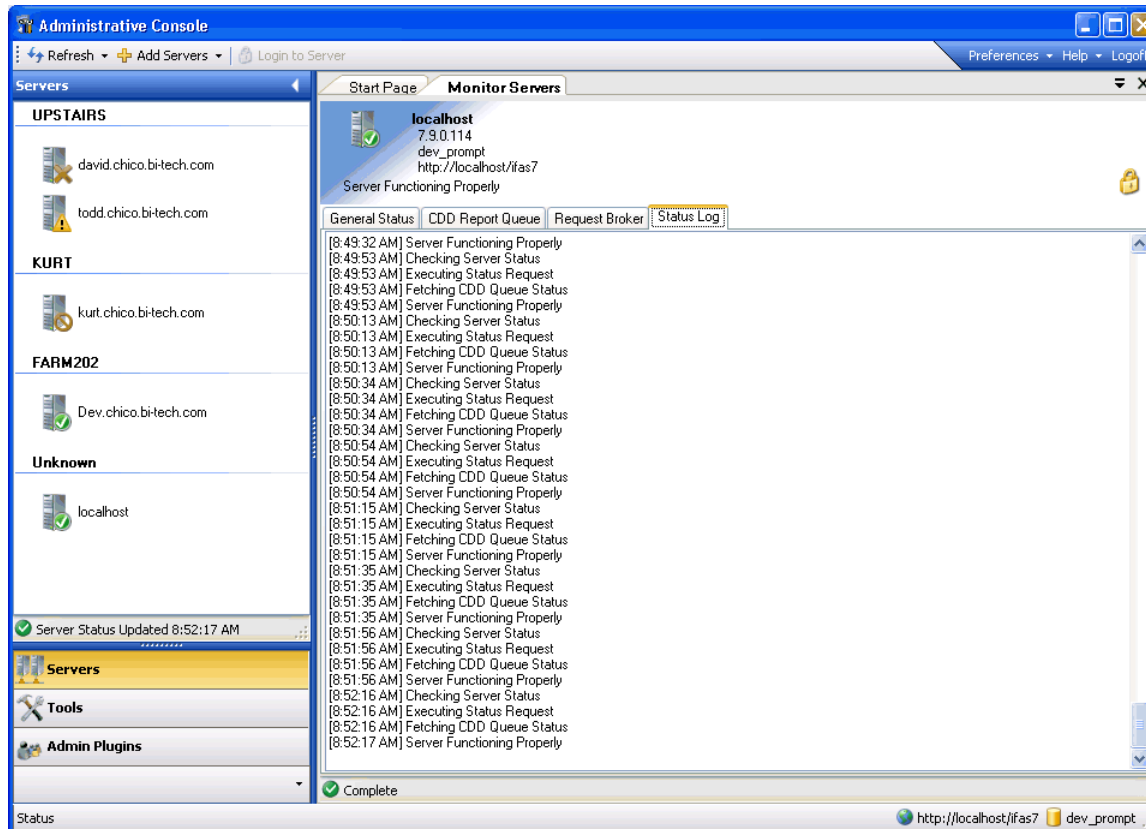 Administrative Console
Refresh Add Servers Login to Server Preferences Help Logoff
Servers
UPSTAIRS
david.chico.bi-tech.com
todd.chico.bi-tech.com
KURT
kurt.chico.bi-tech.com
FARM202
Dev.chico.bi-tech.com
Unknown
localhost
Server Status Updated 8:52:17 AM
Servers
Tools
Admin Plugins
Start Page Monitor Servers
localhost
7.9.0.114
dev_prompt
http://localhost/ifas7
Server Functioning Properly
General Status CDD Report Queue Request Broker Status Log
[8:49:32 AM] Server Functioning Properly
[8:49:53 AM] Checking Server Status
[8:49:53 AM] Executing Status Request
[8:49:53 AM] Fetching CDD Queue Status
[8:49:53 AM] Server Functioning Properly
[8:50:13 AM] Checking Server Status
[8:50:13 AM] Executing Status Request
[8:50:13 AM] Fetching CDD Queue Status
[8:50:13 AM] Server Functioning Properly
[8:50:34 AM] Checking Server Status
[8:50:34 AM] Executing Status Request
[8:50:34 AM] Fetching CDD Queue Status
[8:50:34 AM] Server Functioning Properly
[8:50:54 AM] Checking Server Status
[8:50:54 AM] Executing Status Request
[8:50:54 AM] Fetching CDD Queue Status
[8:50:54 AM] Server Functioning Properly
[8:51:15 AM] Checking Server Status
[8:51:15 AM] Executing Status Request
[8:51:15 AM] Fetching CDD Queue Status
[8:51:15 AM] Server Functioning Properly
[8:51:35 AM] Checking Server Status
[8:51:35 AM] Executing Status Request
[8:51:35 AM] Fetching CDD Queue Status
[8:51:35 AM] Server Functioning Properly
[8:51:56 AM] Checking Server Status
[8:51:56 AM] Executing Status Request
[8:51:56 AM] Fetching CDD Queue Status
[8:51:56 AM] Server Functioning Properly
[8:52:16 AM] Checking Server Status
[8:52:16 AM] Executing Status Request
[8:52:16 AM] Fetching CDD Queue Status
[8:52:17 AM] Server Functioning Properly
Complete
Status http://localhost/ifas7 dev_prompt